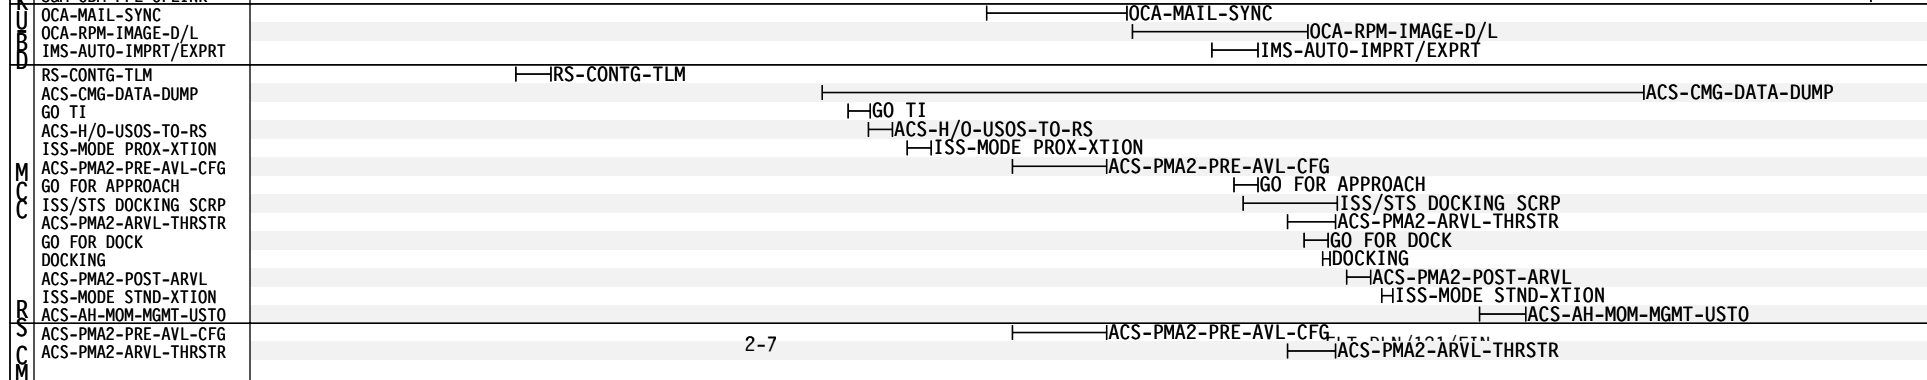 OCA-MAIL-SYNC OCA-MAIL-SYNC
OCA-RPM-IMAGE-D/L OCA-RPM-IMAGE-D/L
IMS-AUTO-IMPRT/EXPRT IMS-AUTO-IMPRT/EXPRT
RS-CONTG-TLM RS-CONTG-TLM
ACS-CMG-DATA-DUMP ACS-CMG-DATA-DUMP
GO TI GO TI
ACS-H/O-USOS-TO-RS ACS-H/O-USOS-TO-RS
ISS-MODE PROX-XTION ISS-MODE PROX-XTION
ACS-PMA2-PRE-AVL-CFG ACS-PMA2-PRE-AVL-CFG
GO FOR APPROACH GO FOR APPROACH
ISS/STS DOCKING SCRP ISS/STS DOCKING SCRP
ACS-PMA2-ARVL-THRSTR ACS-PMA2-ARVL-THRSTR
GO FOR DOCK GO FOR DOCK
DOCKING DOCKING
ACS-PMA2-POST-ARVL ACS-PMA2-POST-ARVL
ISS-MODE STND-XTION ISS-MODE STND-XTION
ACS-AH-MOM-MGMT-USTO ACS-AH-MOM-MGMT-USTO
MCC
ACS-PMA2-PRE-AVL-CFG ACS-PMA2-PRE-AVL-CFG
2-7
ACS-PMA2-ARVL-THRSTR ACS-PMA2-ARVL-THRSTR